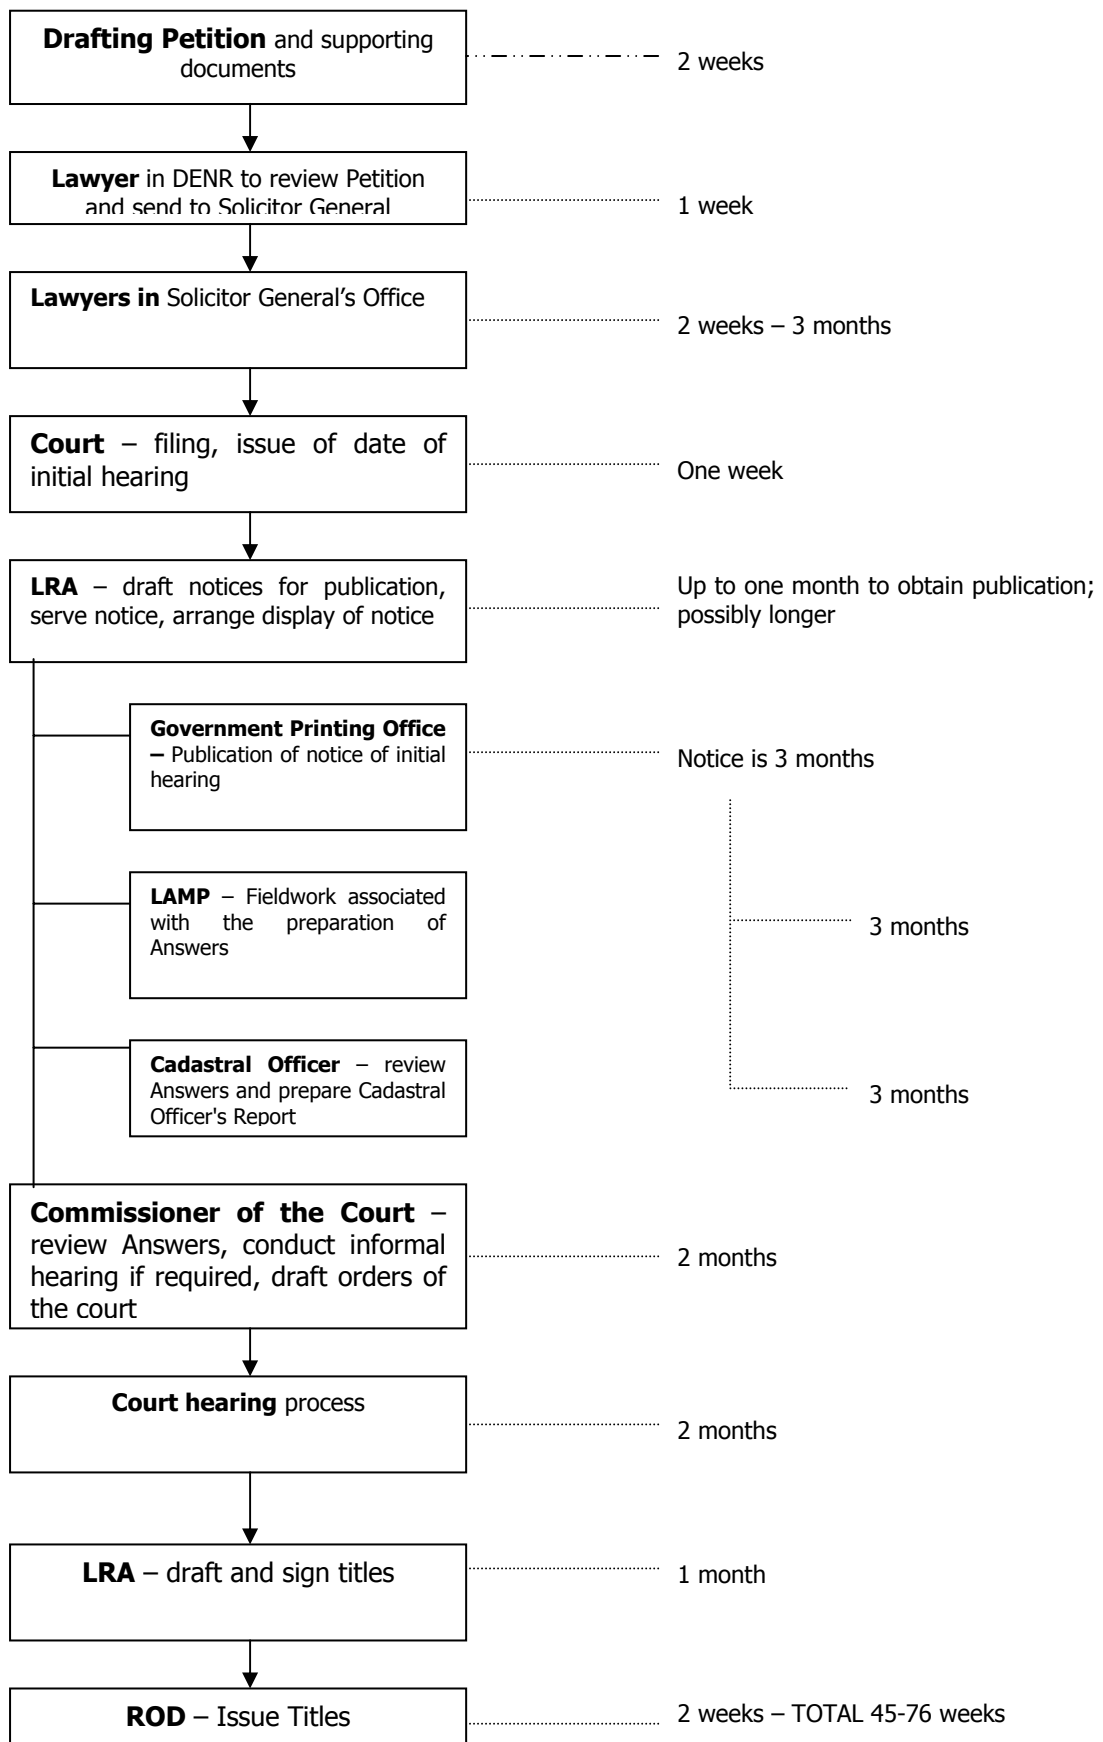 Drafting Petition and supporting
documents
2 weeks
Lawyer in DENR to review Petition
and send to Solicitor General
1 week
Lawyers in Solicitor General’s Office
2 weeks – 3 months
Court – filing, issue of date of
initial hearing
One week
LRA – draft notices for publication,
serve notice, arrange display of notice
Up to one month to obtain publication;
possibly longer
Government Printing Office
– Publication of notice of initial
hearing
Notice is 3 months
LAMP – Fieldwork associated
with the preparation of
Answers
3 months
Cadastral Officer – review
Answers and prepare Cadastral
Officer's Report
3 months
Commissioner of the Court –
review Answers, conduct informal
hearing if required, draft orders of
the court
2 months
Court hearing process
2 months
LRA – draft and sign titles
1 month
ROD – Issue Titles
2 weeks – TOTAL 45-76 weeks